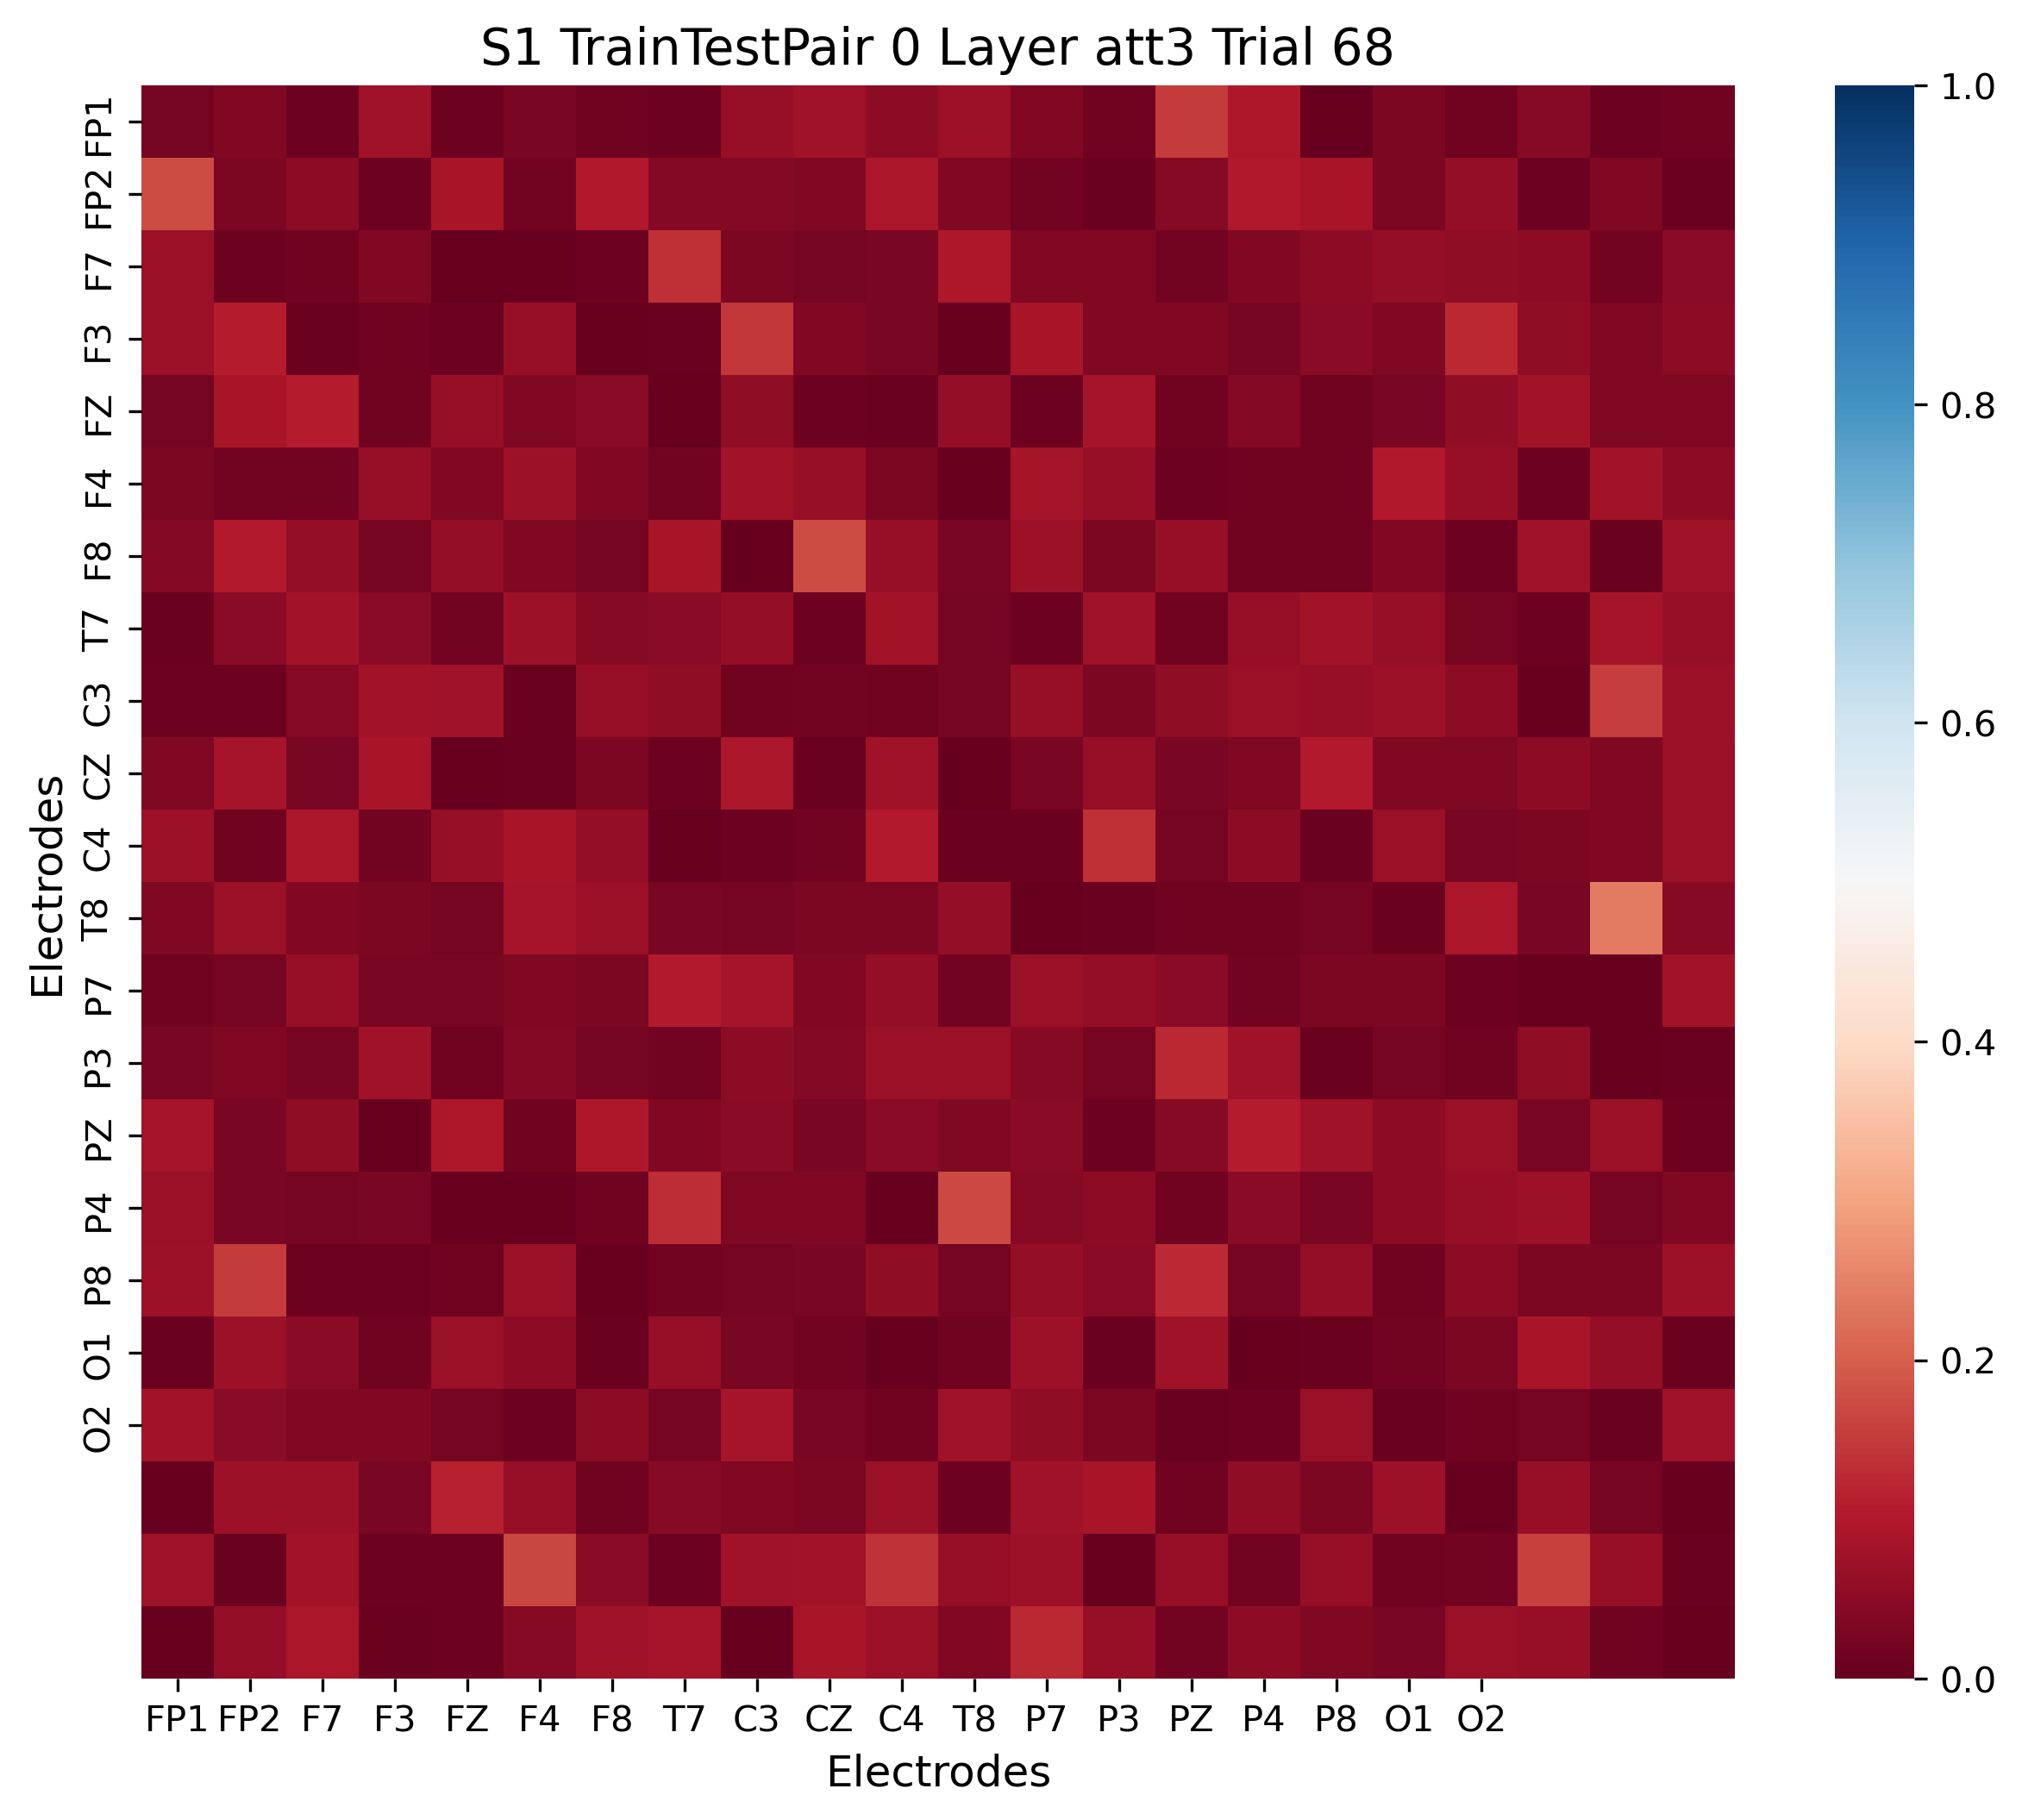 S1 TrainTestPair 0 Layer att3 Trial 68
Electrodes
FP1
FP2
F7
F3
FZ
F4
F8
T7
C3
CZ
C4
T8
P7
P3
PZ
P4
P8
O1
O2
FP1 FP2 F7 F3 FZ F4 F8 T7 C3 CZ C4 T8 P7 P3 PZ P4 P8 O1 O2
Electrodes
1.0
0.8
0.6
0.4
0.2
0.0